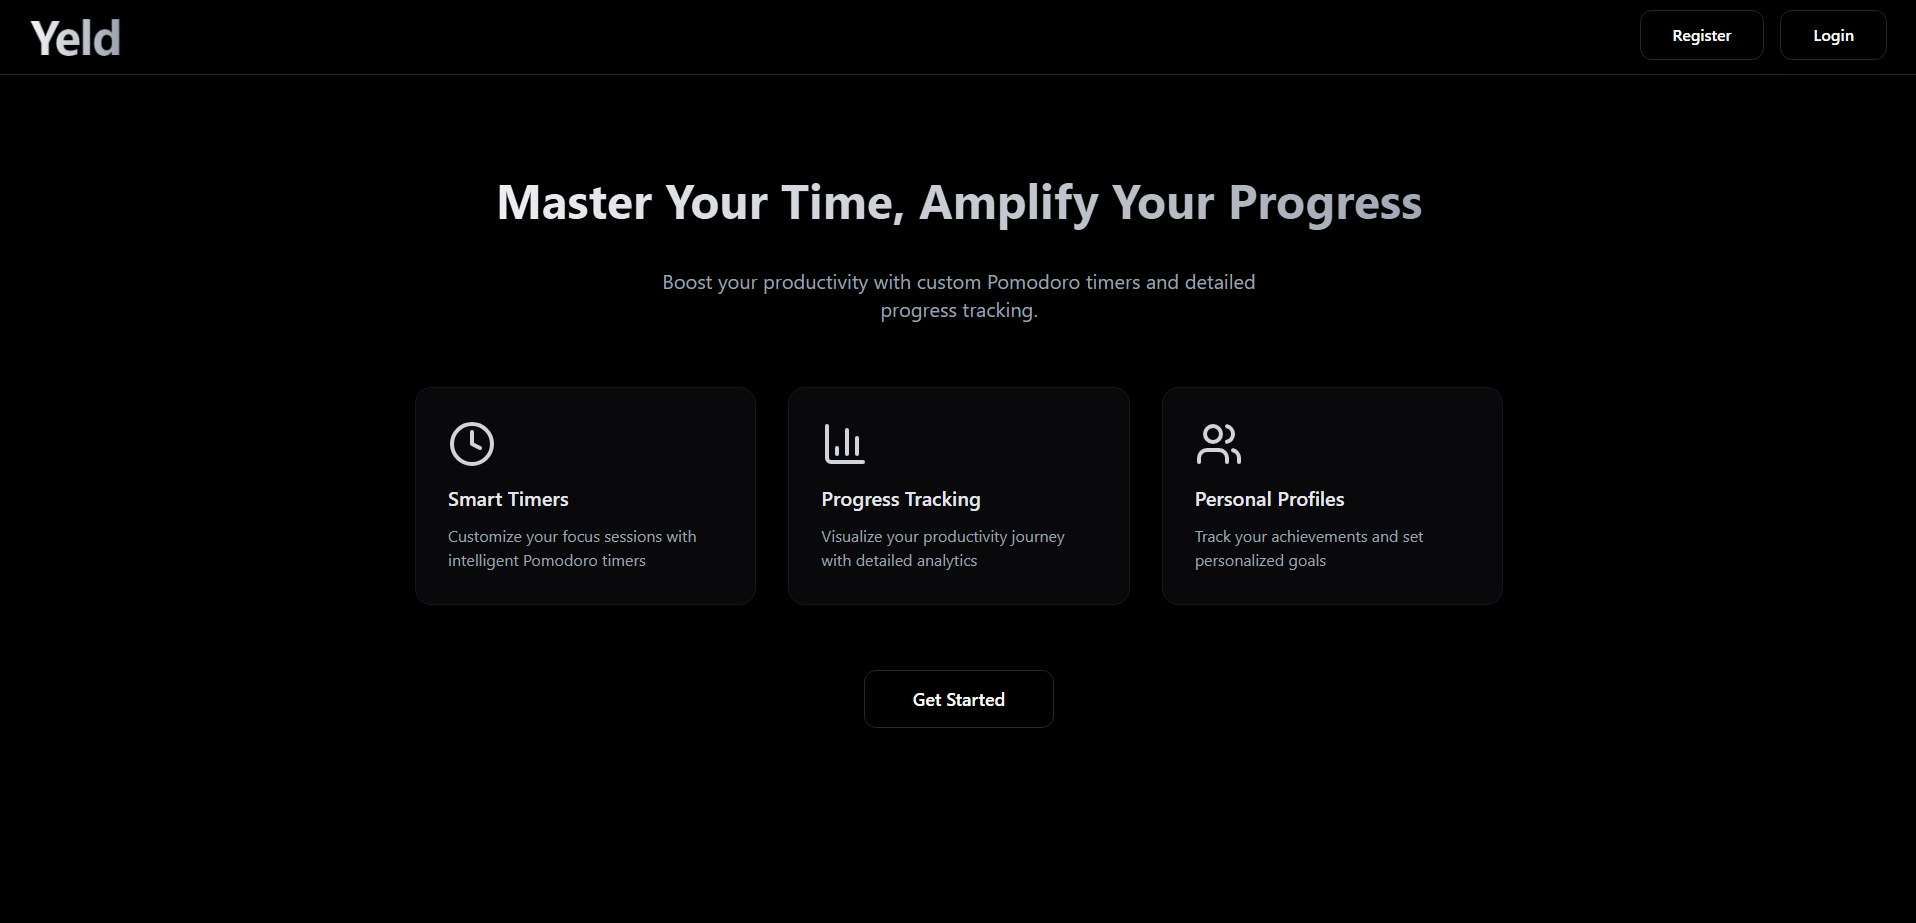 Yeld
Register
Login
Master Your Time, Amplify Your Progress
Boost your productivity with custom Pomodoro timers and detailed
progress tracking.
Smart Timers
Customize your focus sessions with
intelligent Pomodoro timers
Progress Tracking
Visualize your productivity journey
with detailed analytics
Personal Profiles
Track your achievements and set
personalized goals
Get Started